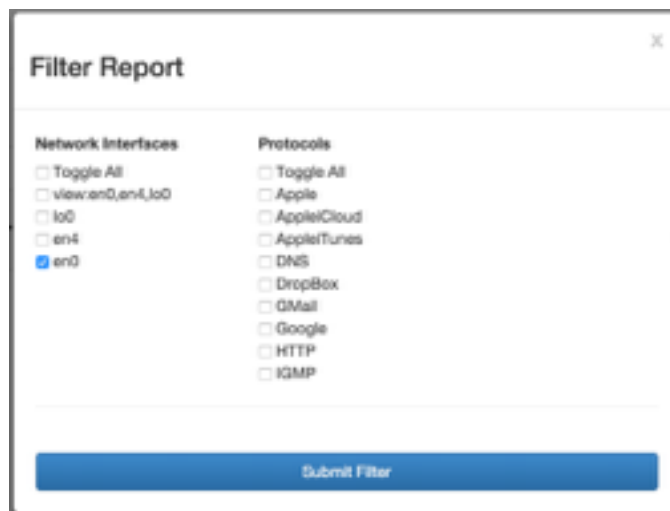 x
Filter Report
Network Interfaces
Toggle All
view:en0,en4,lo0
lo0
en4
en0
Protocols
Toggle All
Apple
AppleiCloud
AppleiTunes
DNS
DropBox
GMail
Google
HTTP
IGMP
Submit Filter